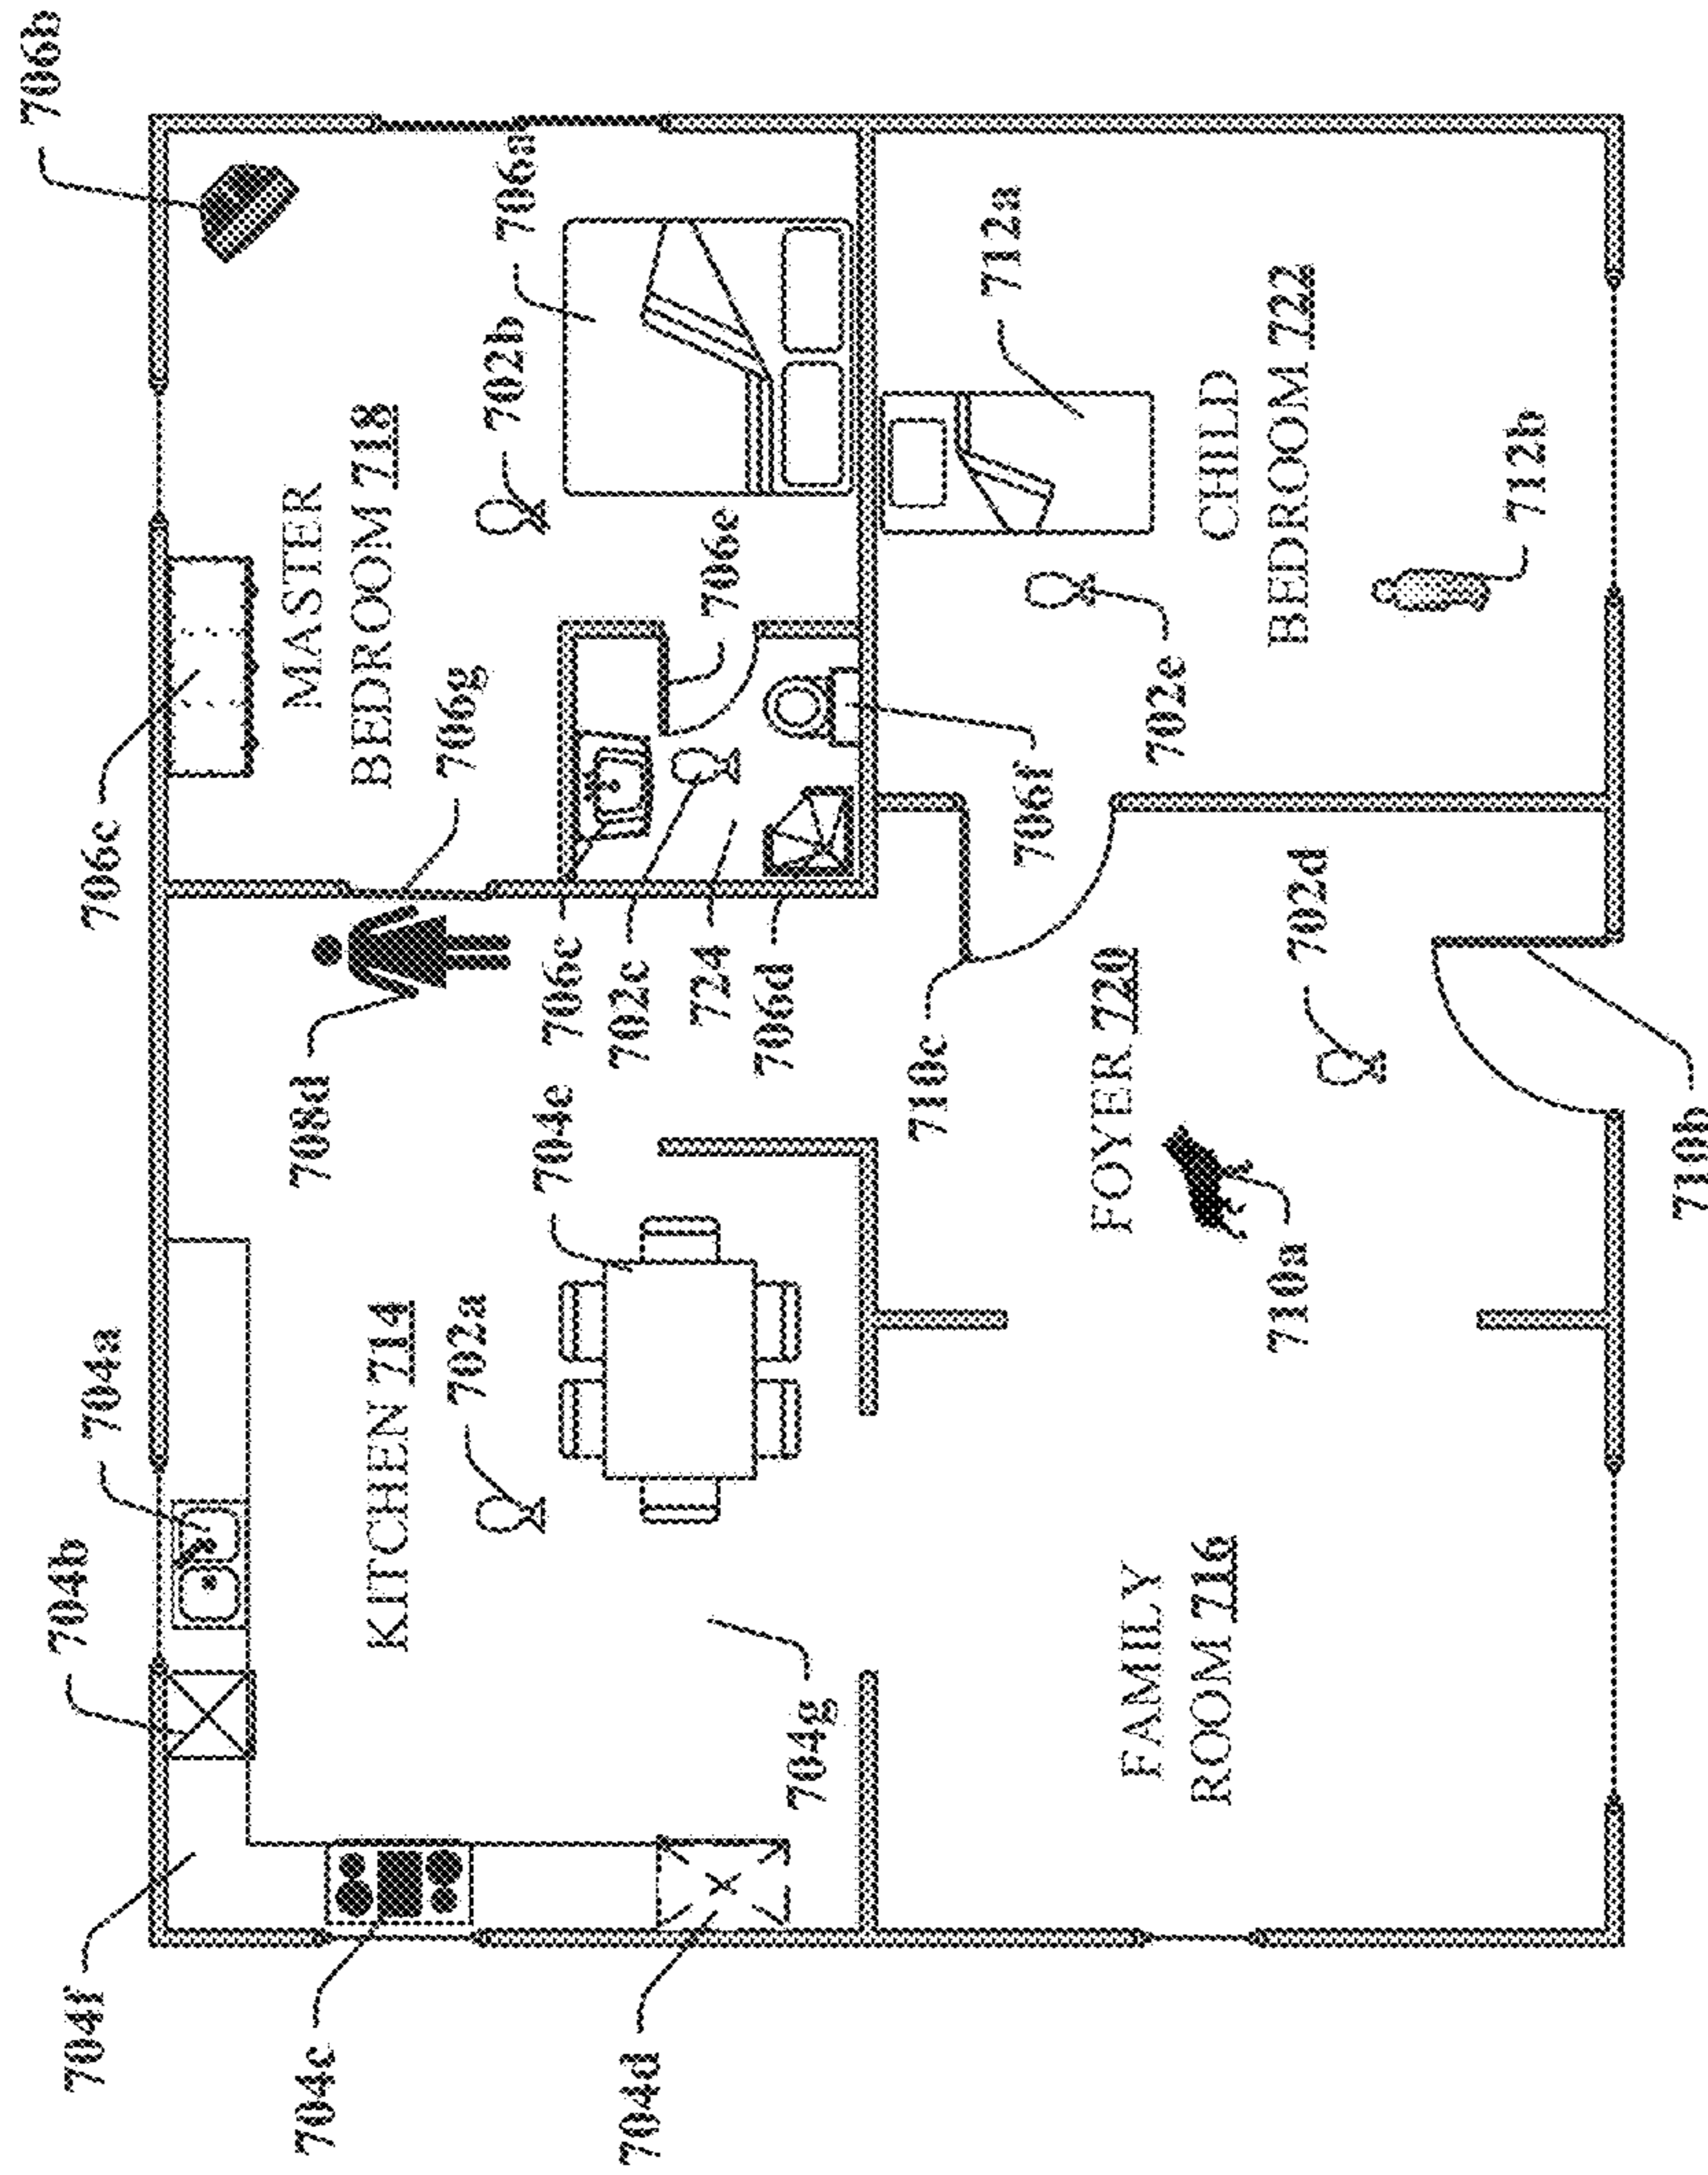 706b
704b
704f
704a
706c
708d
704c
MASTER
BEDROOM 718
KITCHEN 714
706g
702a
702b
706a
704e
706c
702c
704d
724
706e
706d
704g
710c
712a
706f
FOYER 720
FAMILY
ROOM 716
702e
CHILD
BEDROOM 722
710a
702d
712b
710b